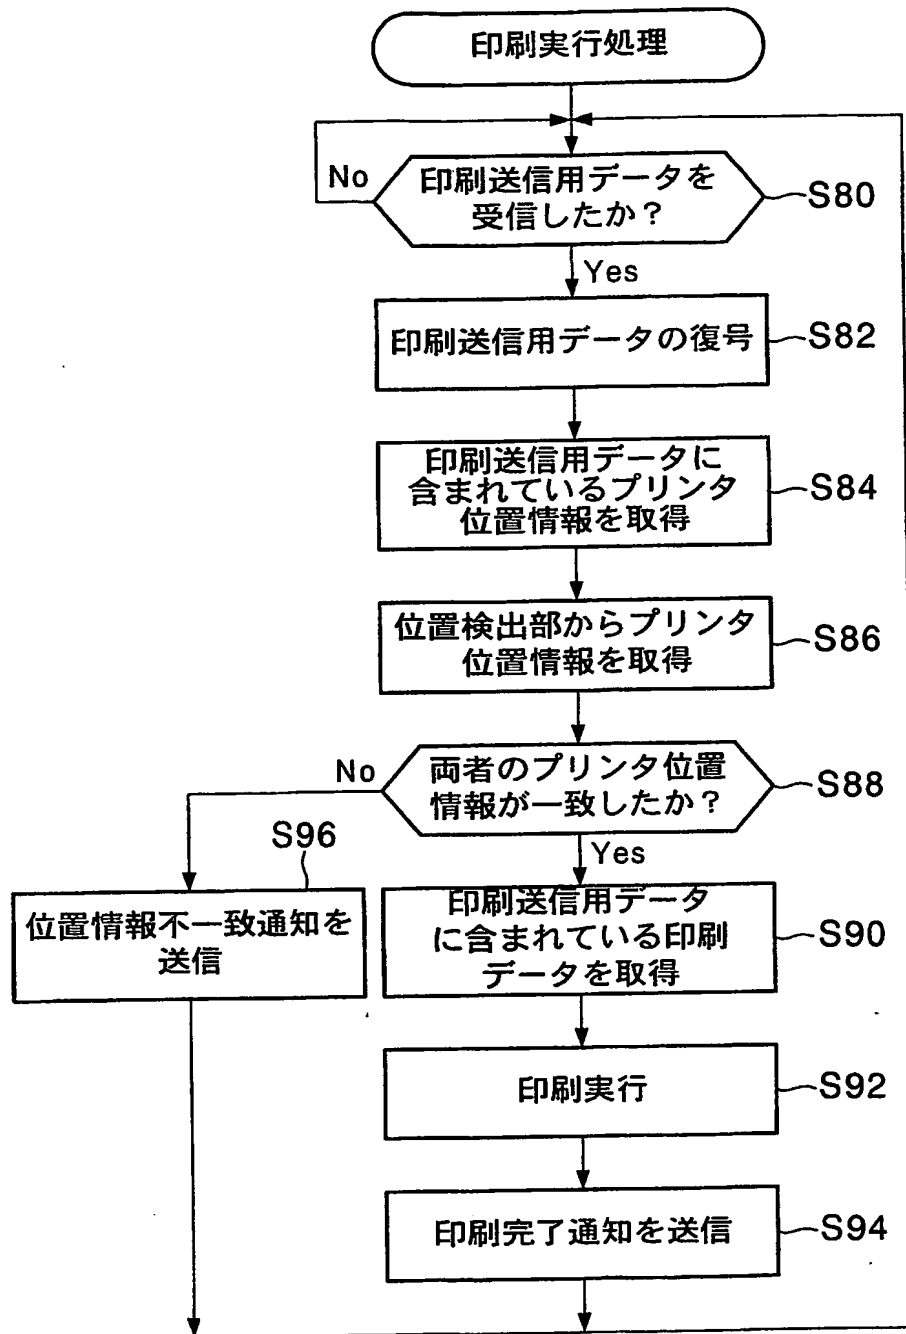 印刷実行処理
No
印刷送信用データを
受信したか？
S80
Yes
印刷送信用データの復号
S82
印刷送信用データに
含まれているプリンタ
位置情報を取得
S84
位置検出部からプリンタ
位置情報を取得
S86
No
両者のプリンタ位置
情報が一致したか？
S88
S96
Yes
位置情報不一致通知を
送信
印刷送信用データ
に含まれている印刷
データを取得
S90
印刷実行
S92
印刷完了通知を送信
S94